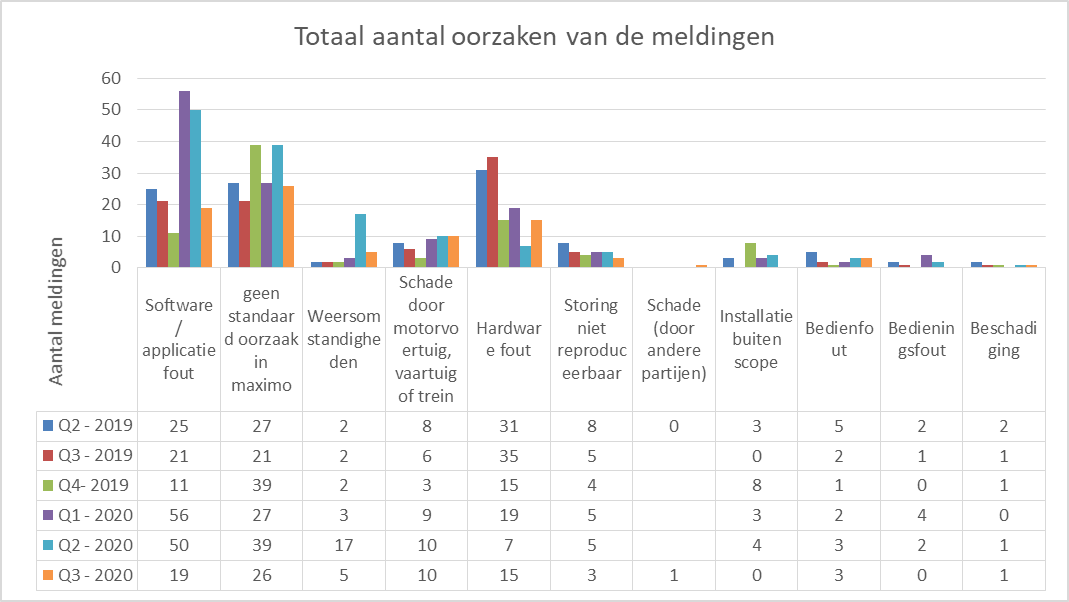 Totaal aantal oorzaken van de meldingen
Aantal meldingen
60
50
40
30
20
10
0
Software
/
applicatie
fout
geen
standaar
d oorzaak
in
maximo
Weersom
standighe
den
Schade
door
motorvo
ertuig,
vaartuig
of trein
Hardwar
e fout
Storing
niet
reproduc
eerbaar
Schade
(door
andere
partijen)
Installatie
buiten
scope
Bedienfo
ut
Bedienin
gsfout
Beschadi
ging
Q2 - 2019 25 27 2 8 31 8 0 3 5 2 2
Q3 - 2019 21 21 2 6 35 5 0 2 1 1
Q4- 2019 11 39 2 3 15 4 8 1 0 1
Q1 - 2020 56 27 3 9 19 5 3 2 4 0
Q2 - 2020 50 39 17 10 7 5 4 3 2 1
Q3 - 2020 19 26 5 10 15 3 1 0 3 0 1